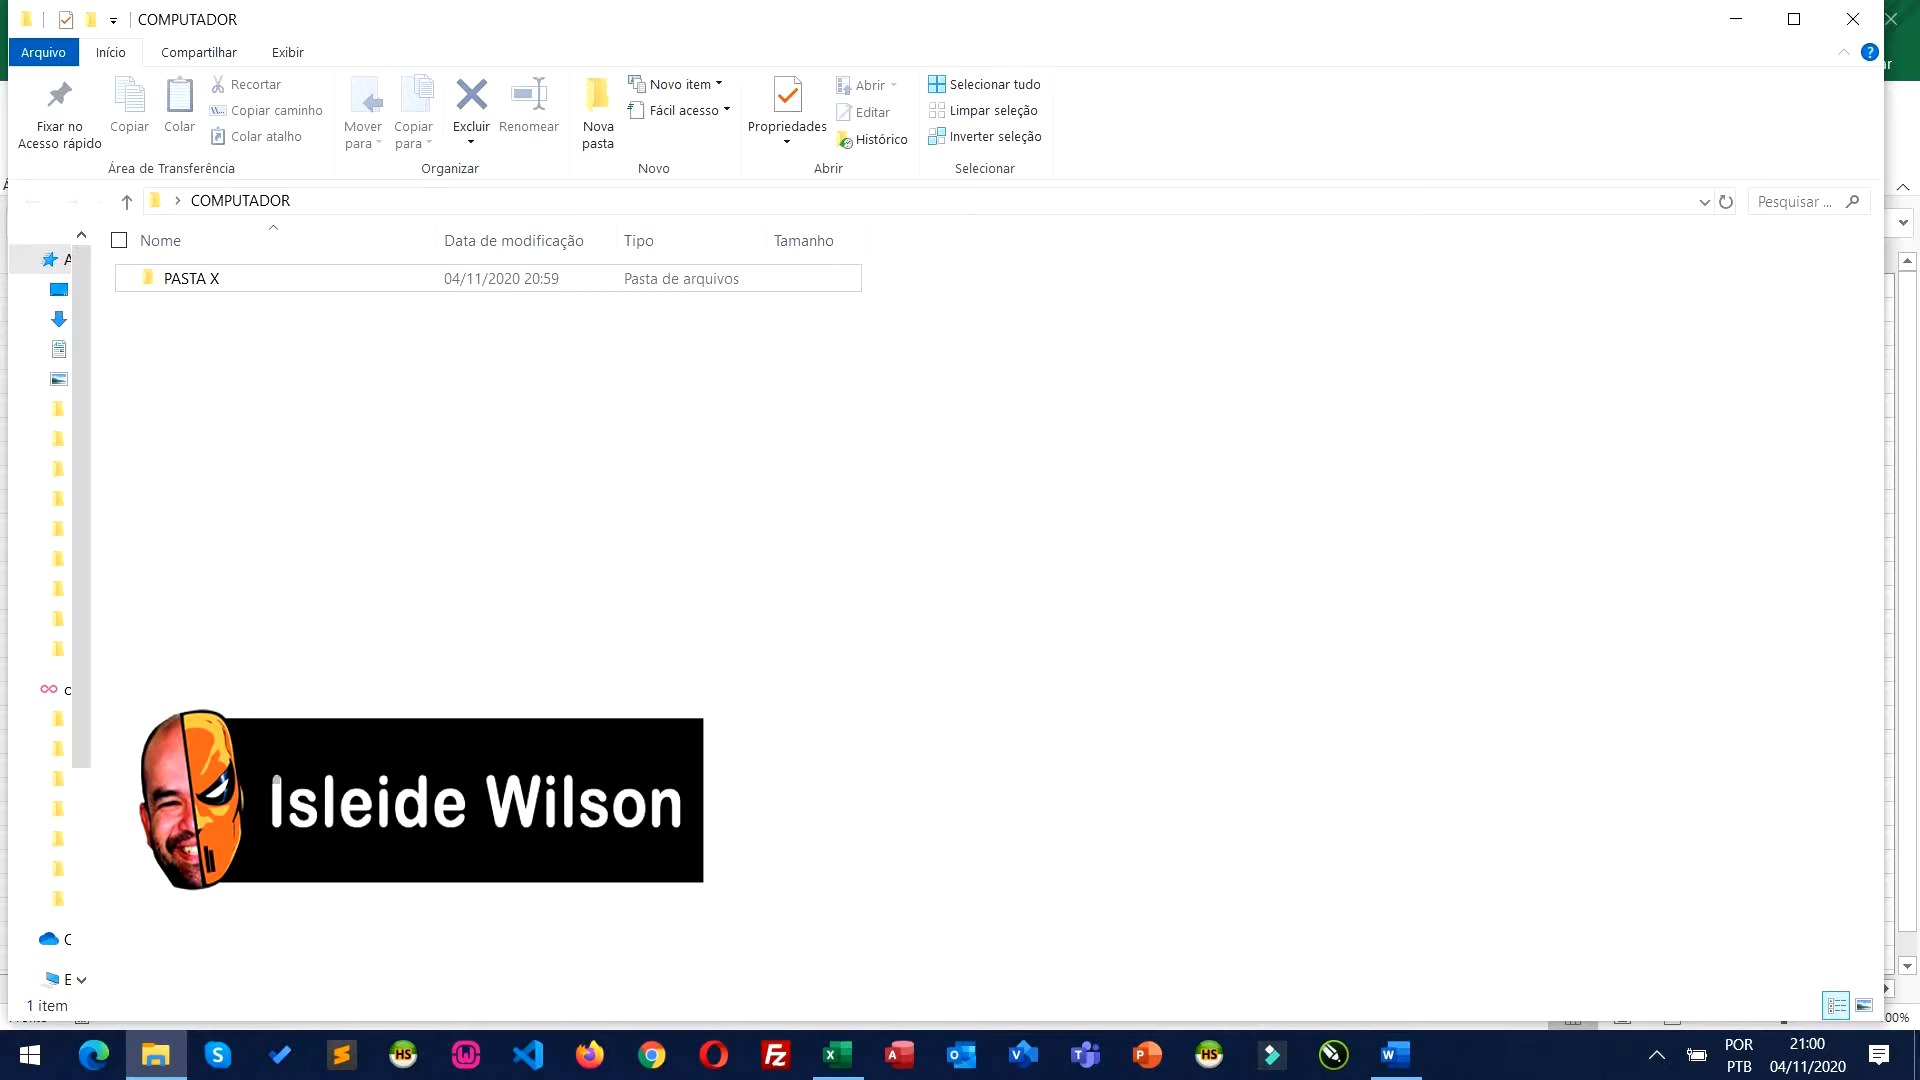 COMPUTADOR
Arquivo
Início
Compartilhar
Exibir
Fixar no
Acesso rápido
Copiar
Colar
Recortar
Copiar caminho
Colar atalho
Área de Transferência
Mover
para
Copiar
para
Excluir
Renomear
Organizar
Nova
pasta
Novo item
Fácil acesso
Novo
Propriedades
Abrir
Editar
Histórico
Abrir
Selecionar tudo
Limpar seleção
Inverter seleção
Selecionar
COMPUTADOR
Pesquisar ...
Nome
Data de modificação
Tipo
Tamanho
PASTA X
04/11/2020 20:59
Pasta de arquivos
Isleide Wilson
1 item
POR
PTB
21:00
04/11/2020